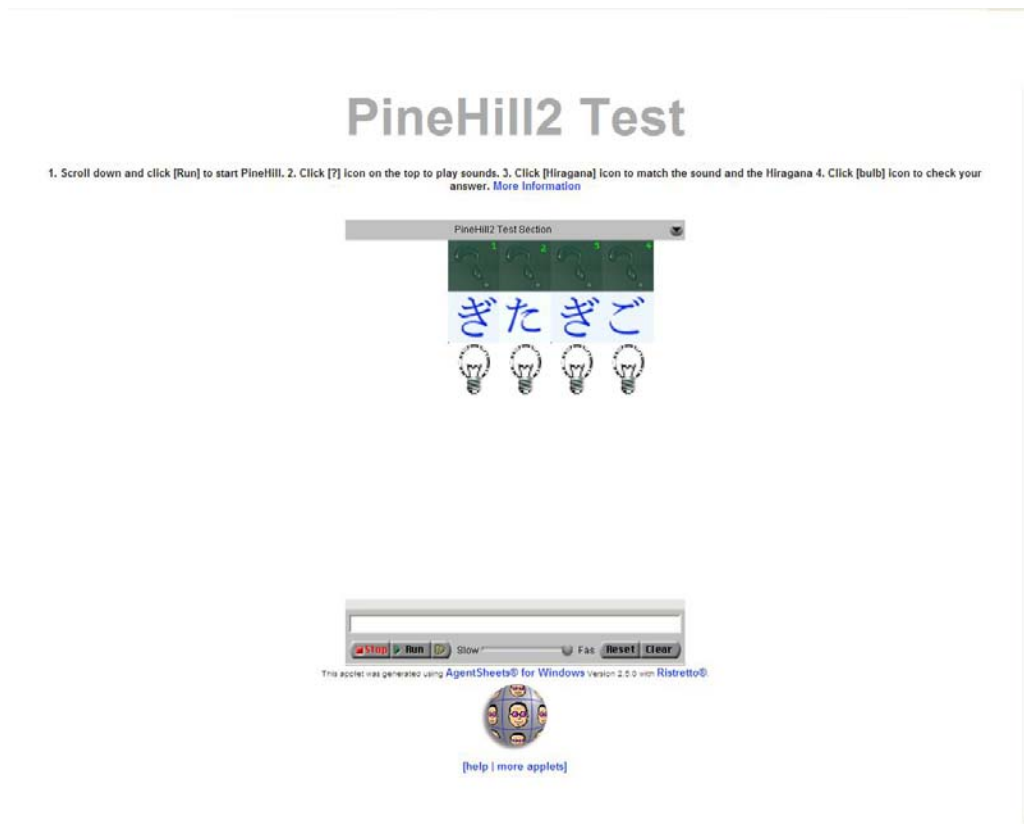 PineHill2 Test
1. Scroll down and click [Run] to start PineHill. 2. Click [?] icon on the top to play sounds. 3. Click [Hiragana] icon to match the sound and the Hiragana 4. Click [bulb] icon to check your
answer. More Information
PineHill2 Test Section
1 2 3 4
ぎ た ぎ ご
Stop Run Slow Fas Reset Clear
This applet was generated using AgentSheets® for Windows Version 2.5.0 with Ristretto®.
[help | more applets]